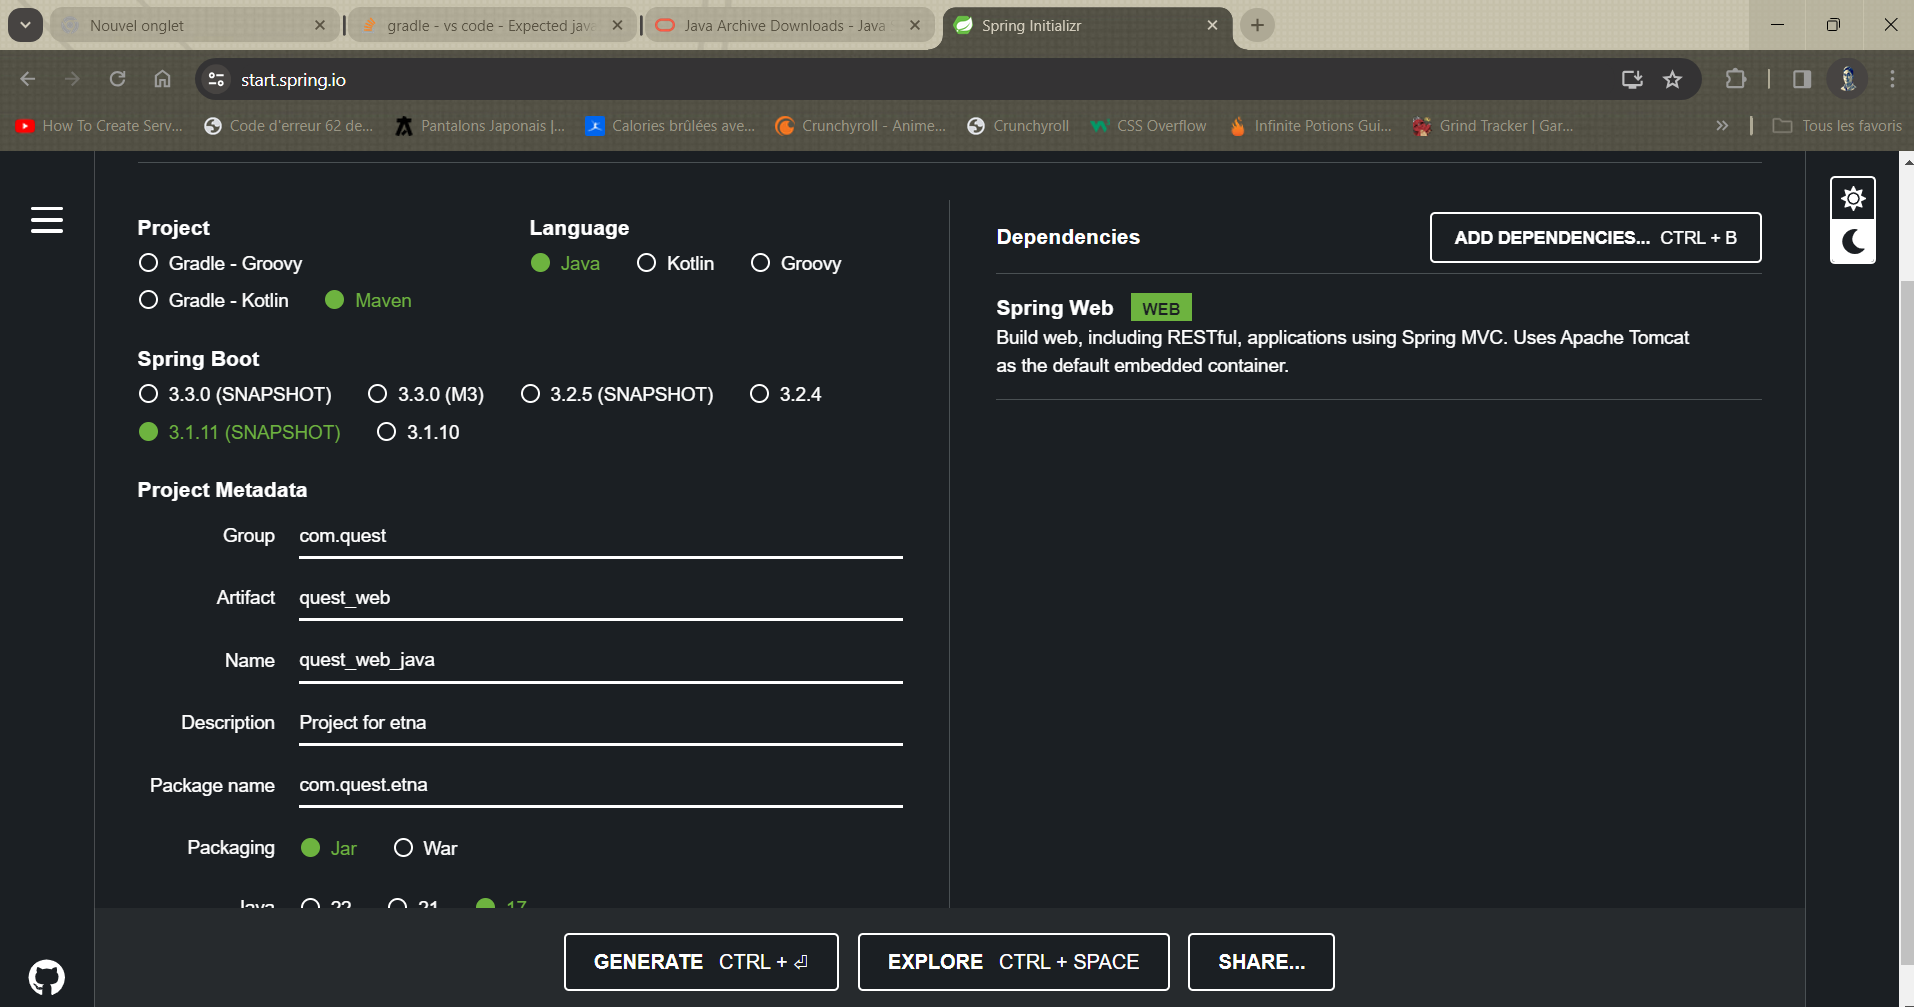 Nouvel onglet
gradle - vs code - Expected java
Java Archive Downloads - Java
Spring Initializr
start.spring.io
How To Create Serv...
Code d'erreur 62 de...
Pantalons Japonais |...
Calories brûlées ave...
Crunchyroll - Anime...
Crunchyroll
CSS Overflow
Infinite Potions Gui...
Grind Tracker | Gar...
Tous les favoris
Project
Gradle - Groovy
Gradle - Kotlin Maven
Language
Java Kotlin Groovy
Spring Boot
3.3.0 (SNAPSHOT) 3.3.0 (M3) 3.2.5 (SNAPSHOT) 3.2.4
3.1.11 (SNAPSHOT) 3.1.10
Project Metadata
Group com.quest
Artifact quest_web
Name quest_web_java
Description Project for etna
Package name com.quest.etna
Packaging Jar War
Java 22 21 17
Dependencies
ADD DEPENDENCIES... CTRL + B
Spring Web WEB
Build web, including RESTful, applications using Spring MVC. Uses Apache Tomcat
as the default embedded container.
GENERATE CTRL + ⏎
EXPLORE CTRL + SPACE
SHARE...